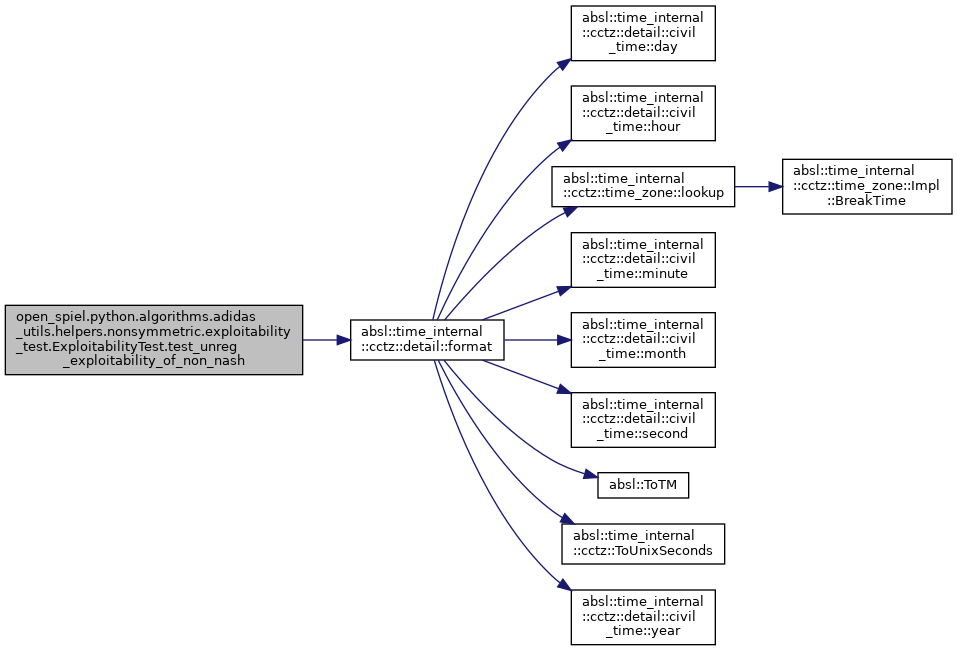 open_spiel.python.algorithms.adidas
_utils.helpers.nonsymmetric.exploitability
_test.ExploitabilityTest.test_unreg
_exploitability_of_non_nash
absl::time_internal
::cctz::detail::format
absl::time_internal
::cctz::detail::civil
_time::day
absl::time_internal
::cctz::detail::civil
_time::hour
absl::time_internal
::cctz::time_zone::lookup
absl::time_internal
::cctz::time_zone::Impl
::BreakTime
absl::time_internal
::cctz::detail::civil
_time::minute
absl::time_internal
::cctz::detail::civil
_time::month
absl::time_internal
::cctz::detail::civil
_time::second
absl::ToTM
absl::time_internal
::cctz::ToUnixSeconds
absl::time_internal
::cctz::detail::civil
_time::year